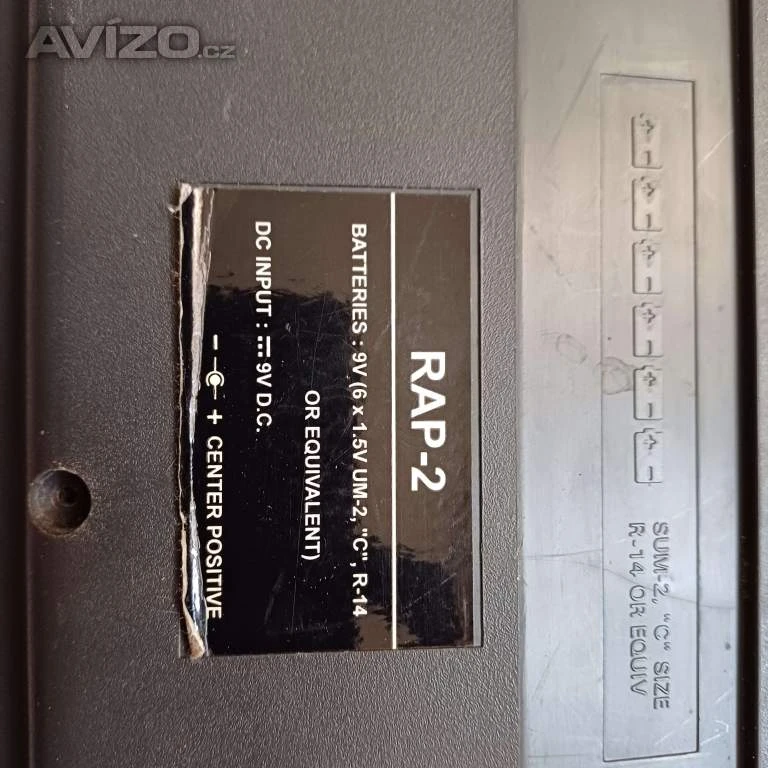 AVÍZO.cz
RAP-2
BATTERIES : 9V (6 x 1.5V UM-2, "C", R-14
OR EQUIVALENT)
DC INPUT : ⎓ 9V D.C.
- + CENTER POSITIVE
SUM-2, "C" SIZE
R-14 OR EQUIV
+ -
+ -
+ -
+ -
+ -
+ -